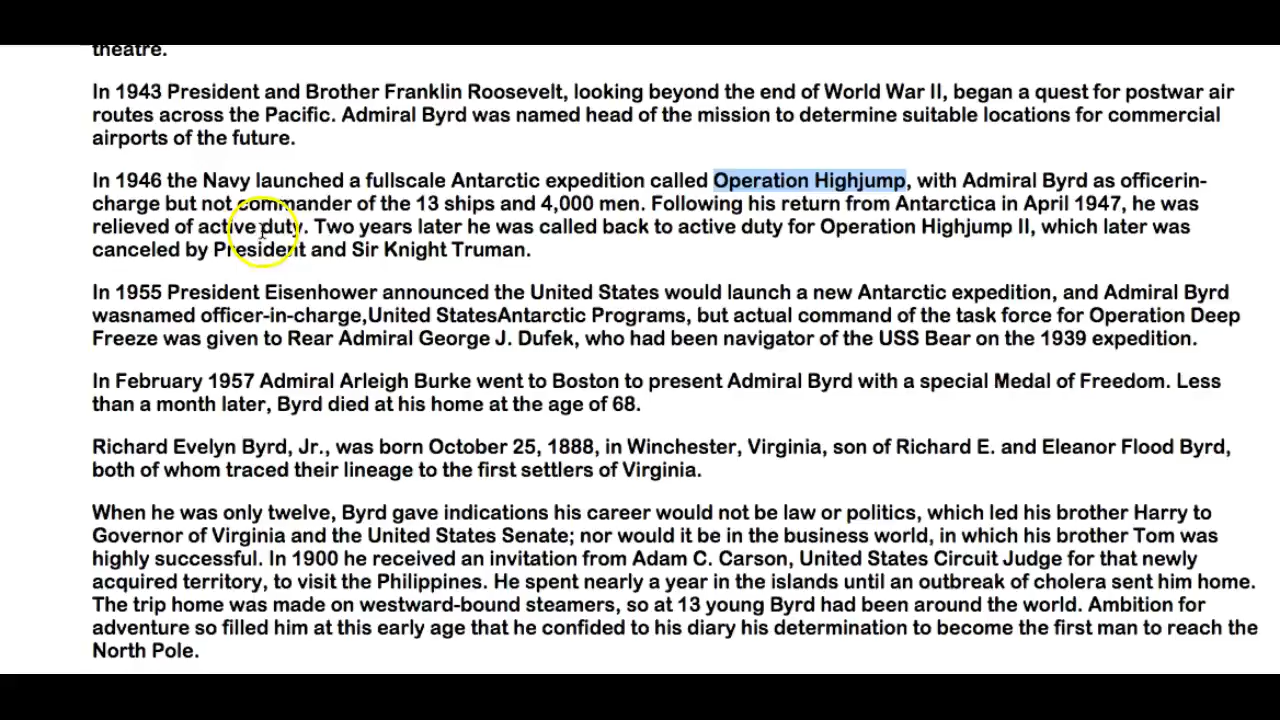 theatre.
In 1943 President and Brother Franklin Roosevelt, looking beyond the end of World War II, began a quest for postwar air
routes across the Pacific. Admiral Byrd was named head of the mission to determine suitable locations for commercial
airports of the future.
In 1946 the Navy launched a fullscale Antarctic expedition called Operation Highjump, with Admiral Byrd as officerin-
charge but not commander of the 13 ships and 4,000 men. Following his return from Antarctica in April 1947, he was
relieved of active duty. Two years later he was called back to active duty for Operation Highjump II, which later was
canceled by President and Sir Knight Truman.
In 1955 President Eisenhower announced the United States would launch a new Antarctic expedition, and Admiral Byrd
wasnamed officer-in-charge,United StatesAntarctic Programs, but actual command of the task force for Operation Deep
Freeze was given to Rear Admiral George J. Dufek, who had been navigator of the USS Bear on the 1939 expedition.
In February 1957 Admiral Arleigh Burke went to Boston to present Admiral Byrd with a special Medal of Freedom. Less
than a month later, Byrd died at his home at the age of 68.
Richard Evelyn Byrd, Jr., was born October 25, 1888, in Winchester, Virginia, son of Richard E. and Eleanor Flood Byrd,
both of whom traced their lineage to the first settlers of Virginia.
When he was only twelve, Byrd gave indications his career would not be law or politics, which led his brother Harry to
Governor of Virginia and the United States Senate; nor would it be in the business world, in which his brother Tom was
highly successful. In 1900 he received an invitation from Adam C. Carson, United States Circuit Judge for that newly
acquired territory, to visit the Philippines. He spent nearly a year in the islands until an outbreak of cholera sent him home.
The trip home was made on westward-bound steamers, so at 13 young Byrd had been around the world. Ambition for
adventure so filled him at this early age that he confided to his diary his determination to become the first man to reach the
North Pole.